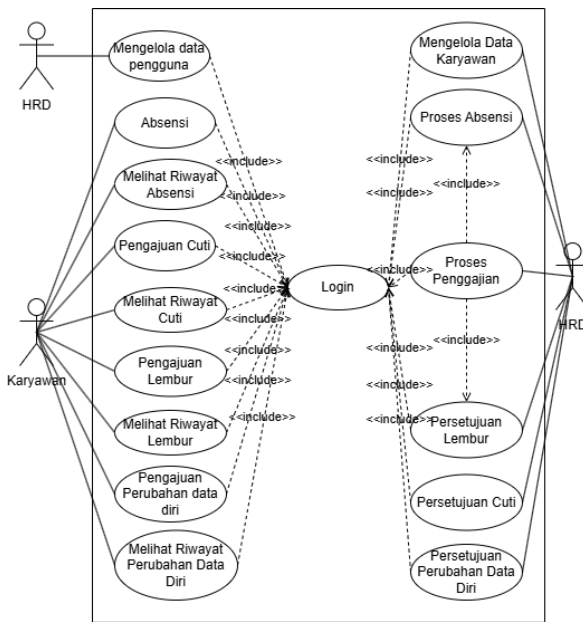 HRD
Mengelola data
pengguna
Absensi
Melihat Riwayat
Absensi
Pengajuan Cuti
Melihat Riwayat
Cuti
Karyawan
Pengajuan
Lembur
Melihat Riwayat
Lembur
Pengajuan
Perubahan data
diri
Melihat Riwayat
Perubahan Data
Diri
<<include>>
<<include>>
<<include>>
<<include>>
<<include>>
<<include>>
<<include>>
<<include>>
<<include>>
Login
<<include>>
<<include>>
<<include>>
<<include>>
<<include>>
<<include>>
<<include>>
<<include>>
Mengelola Data
Karyawan
Proses Absensi
Proses
Penggajian
HRD
Persetujuan
Lembur
Persetujuan Cuti
Persetujuan
Perubahan Data
Diri